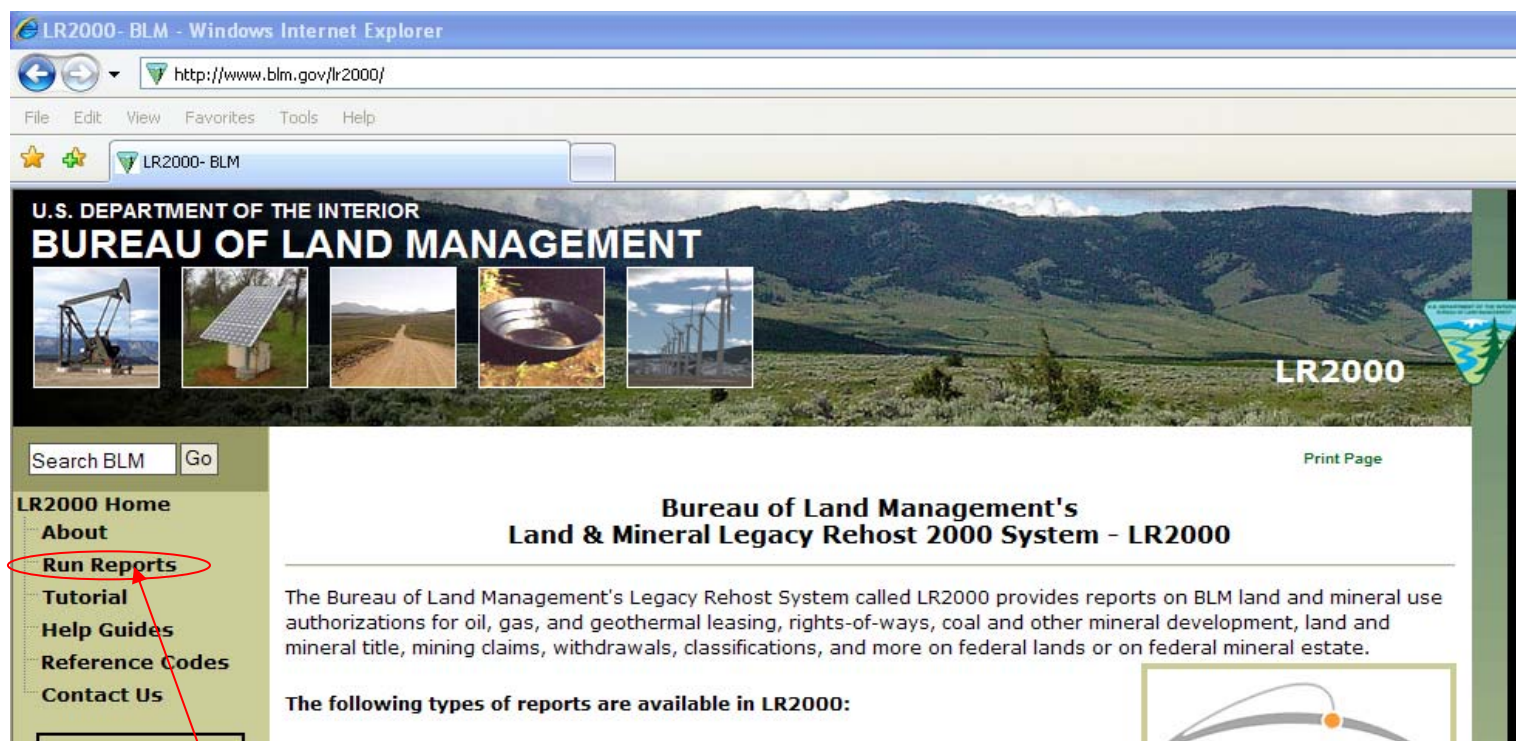 LR2000- BLM - Windows Internet Explorer
http://www.blm.gov/lr2000/
File Edit View Favorites Tools Help
LR2000- BLM
U.S. DEPARTMENT OF THE INTERIOR
BUREAU OF LAND MANAGEMENT
LR2000
Search BLM Go
Print Page
LR2000 Home
About
Run Reports
Tutorial
Help Guides
Reference Codes
Contact Us
Bureau of Land Management's
Land & Mineral Legacy Rehost 2000 System - LR2000
The Bureau of Land Management's Legacy Rehost System called LR2000 provides reports on BLM land and mineral use
authorizations for oil, gas, and geothermal leasing, rights-of-ways, coal and other mineral development, land and
mineral title, mining claims, withdrawals, classifications, and more on federal lands or on federal mineral estate.
The following types of reports are available in LR2000: